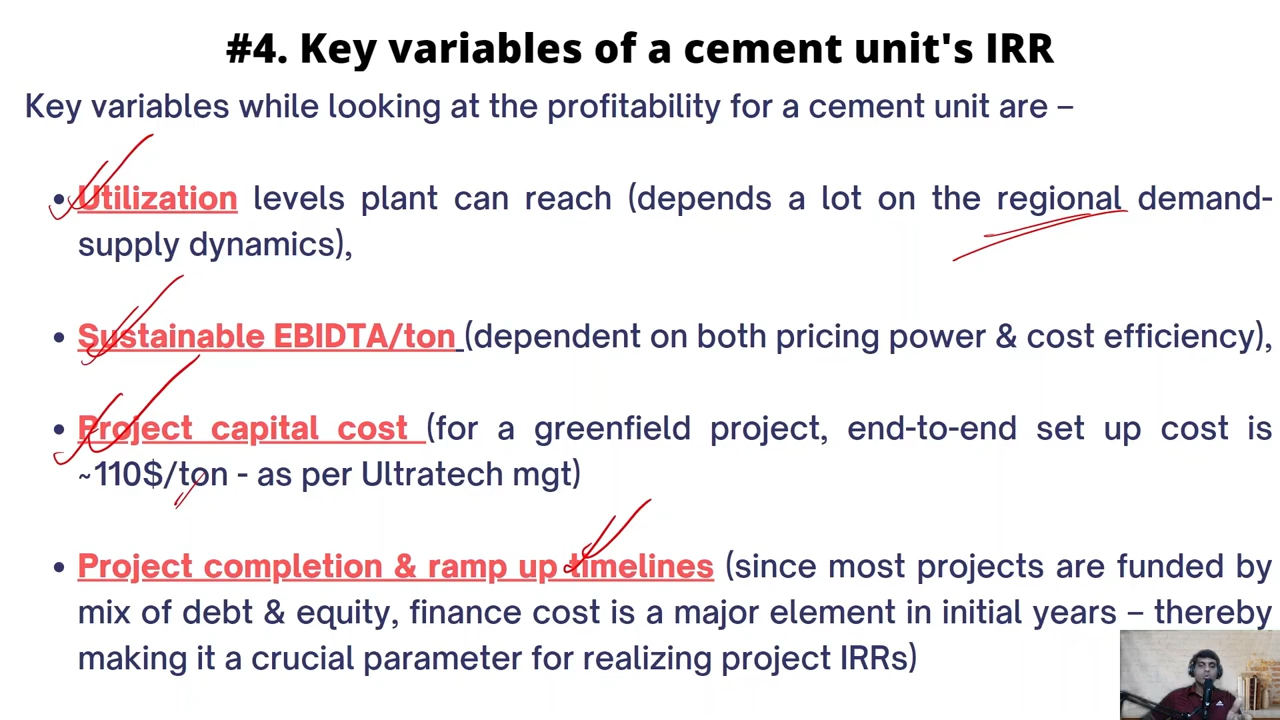 #4. Key variables of a cement unit's IRR
Key variables while looking at the profitability for a cement unit are –
• Utilization levels plant can reach (depends a lot on the regional demand-
supply dynamics),
• Sustainable EBIDTA/ton (dependent on both pricing power & cost efficiency),
• Project capital cost (for a greenfield project, end-to-end set up cost is
~110$/ton - as per Ultratech mgt)
• Project completion & ramp up timelines (since most projects are funded by
mix of debt & equity, finance cost is a major element in initial years – thereby
making it a crucial parameter for realizing project IRRs)